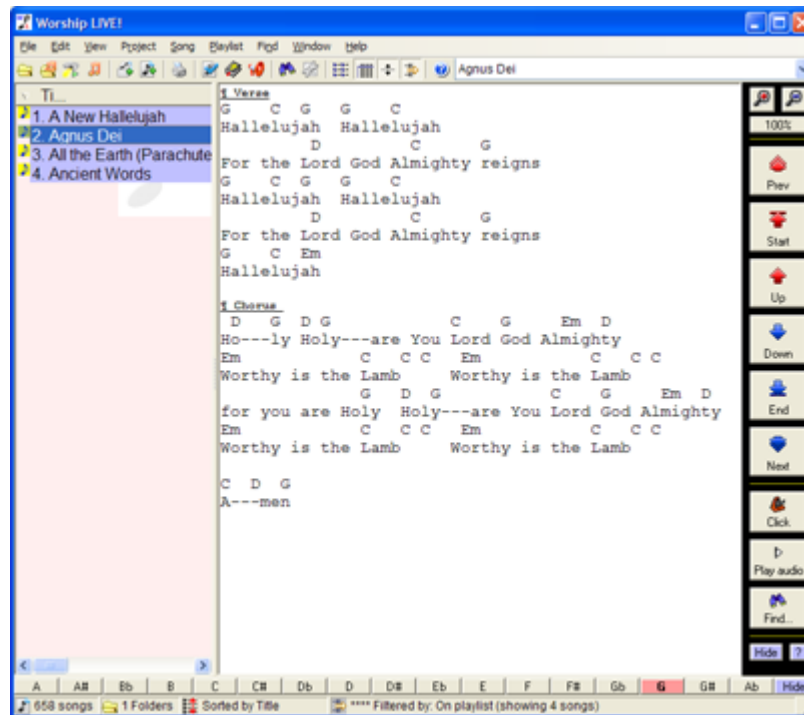 Worship LIVE!
File Edit View Project Song Playlist Find Window Help
Agnus Dei
Ti...
1. A New Hallelujah
2. Agnus Dei
3. All the Earth (Parachute
4. Ancient Words
¶ Verse
G C G G C
Hallelujah Hallelujah
D C G
For the Lord God Almighty reigns
G C G G C
Hallelujah Hallelujah
D C G
For the Lord God Almighty reigns
G C Em
Hallelujah
¶ Chorus
D G D G C G Em D
Ho---ly Holy---are You Lord God Almighty
Em C C C Em C C C
Worthy is the Lamb Worthy is the Lamb
G D G C G Em D
for you are Holy Holy---are You Lord God Almighty
Em C C C Em C C C
Worthy is the Lamb Worthy is the Lamb
C D G
A---men
100%
Prev
Start
Up
Down
End
Next
Click
Play audio
Find...
Hide ?
A A# Bb B C C# Db D D# Eb E F F# Gb G G# Ab Hide
658 songs 1 Folders Sorted by Title **** Filtered by: On playlist (showing 4 songs)